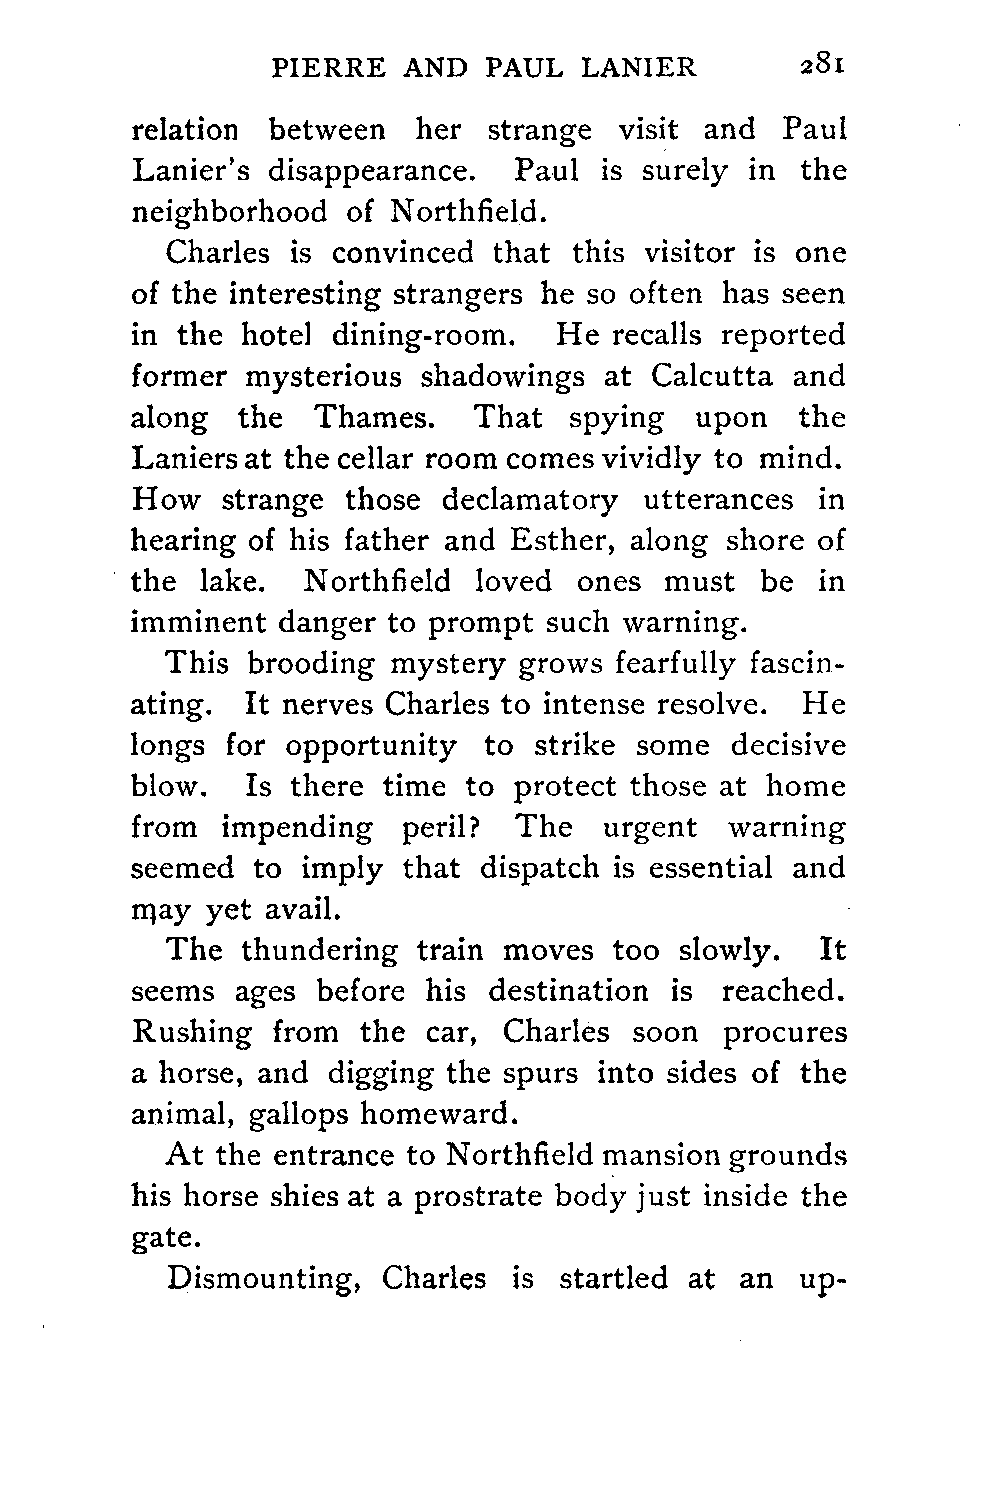 PIERRE AND PAUL LANIER 281
relation between her strange visit and Paul
Lanier's disappearance. Paul is surely in the
neighborhood of Northfield.
Charles is convinced that this visitor is one
of the interesting strangers he so often has seen
in the hotel dining-room. He recalls reported
former mysterious shadowings at Calcutta and
along the Thames. That spying upon the
Laniers at the cellar room comes vividly to mind.
How strange those declamatory utterances in
hearing of his father and Esther, along shore of
the lake. Northfield loved ones must be in
imminent danger to prompt such warning.
This brooding mystery grows fearfully fascin-
ating. It nerves Charles to intense resolve. He
longs for opportunity to strike some decisive
blow. Is there time to protect those at home
from impending peril? The urgent warning
seemed to imply that dispatch is essential and
may yet avail.
The thundering train moves too slowly. It
seems ages before his destination is reached.
Rushing from the car, Charles soon procures
a horse, and digging the spurs into sides of the
animal, gallops homeward.
At the entrance to Northfield mansion grounds
his horse shies at a prostrate body just inside the
gate.
Dismounting, Charles is startled at an up-